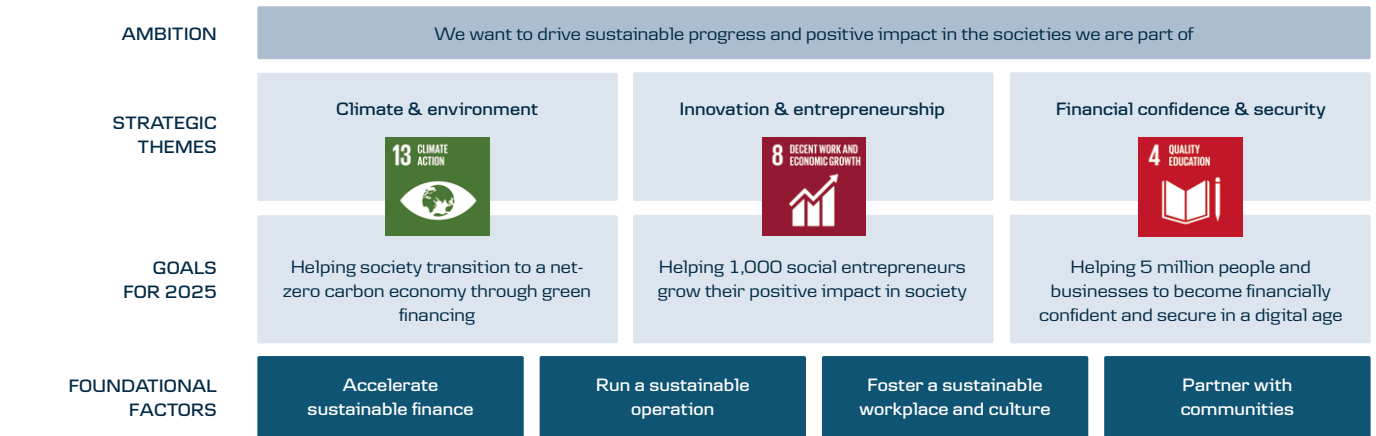 AMBITION
We want to drive sustainable progress and positive impact in the societies we are part of
STRATEGIC
THEMES
Climate & environment
13 CLIMATE
ACTION
Innovation & entrepreneurship
8 DECENT WORK AND
ECONOMIC GROWTH
Financial confidence & security
4 QUALITY
EDUCATION
GOALS
FOR 2025
Helping society transition to a net-
zero carbon economy through green
financing
Helping 1,000 social entrepreneurs
grow their positive impact in society
Helping 5 million people and
businesses to become financially
confident and secure in a digital age
FOUNDATIONAL
FACTORS
Accelerate
sustainable finance
Run a sustainable
operation
Foster a sustainable
workplace and culture
Partner with
communities